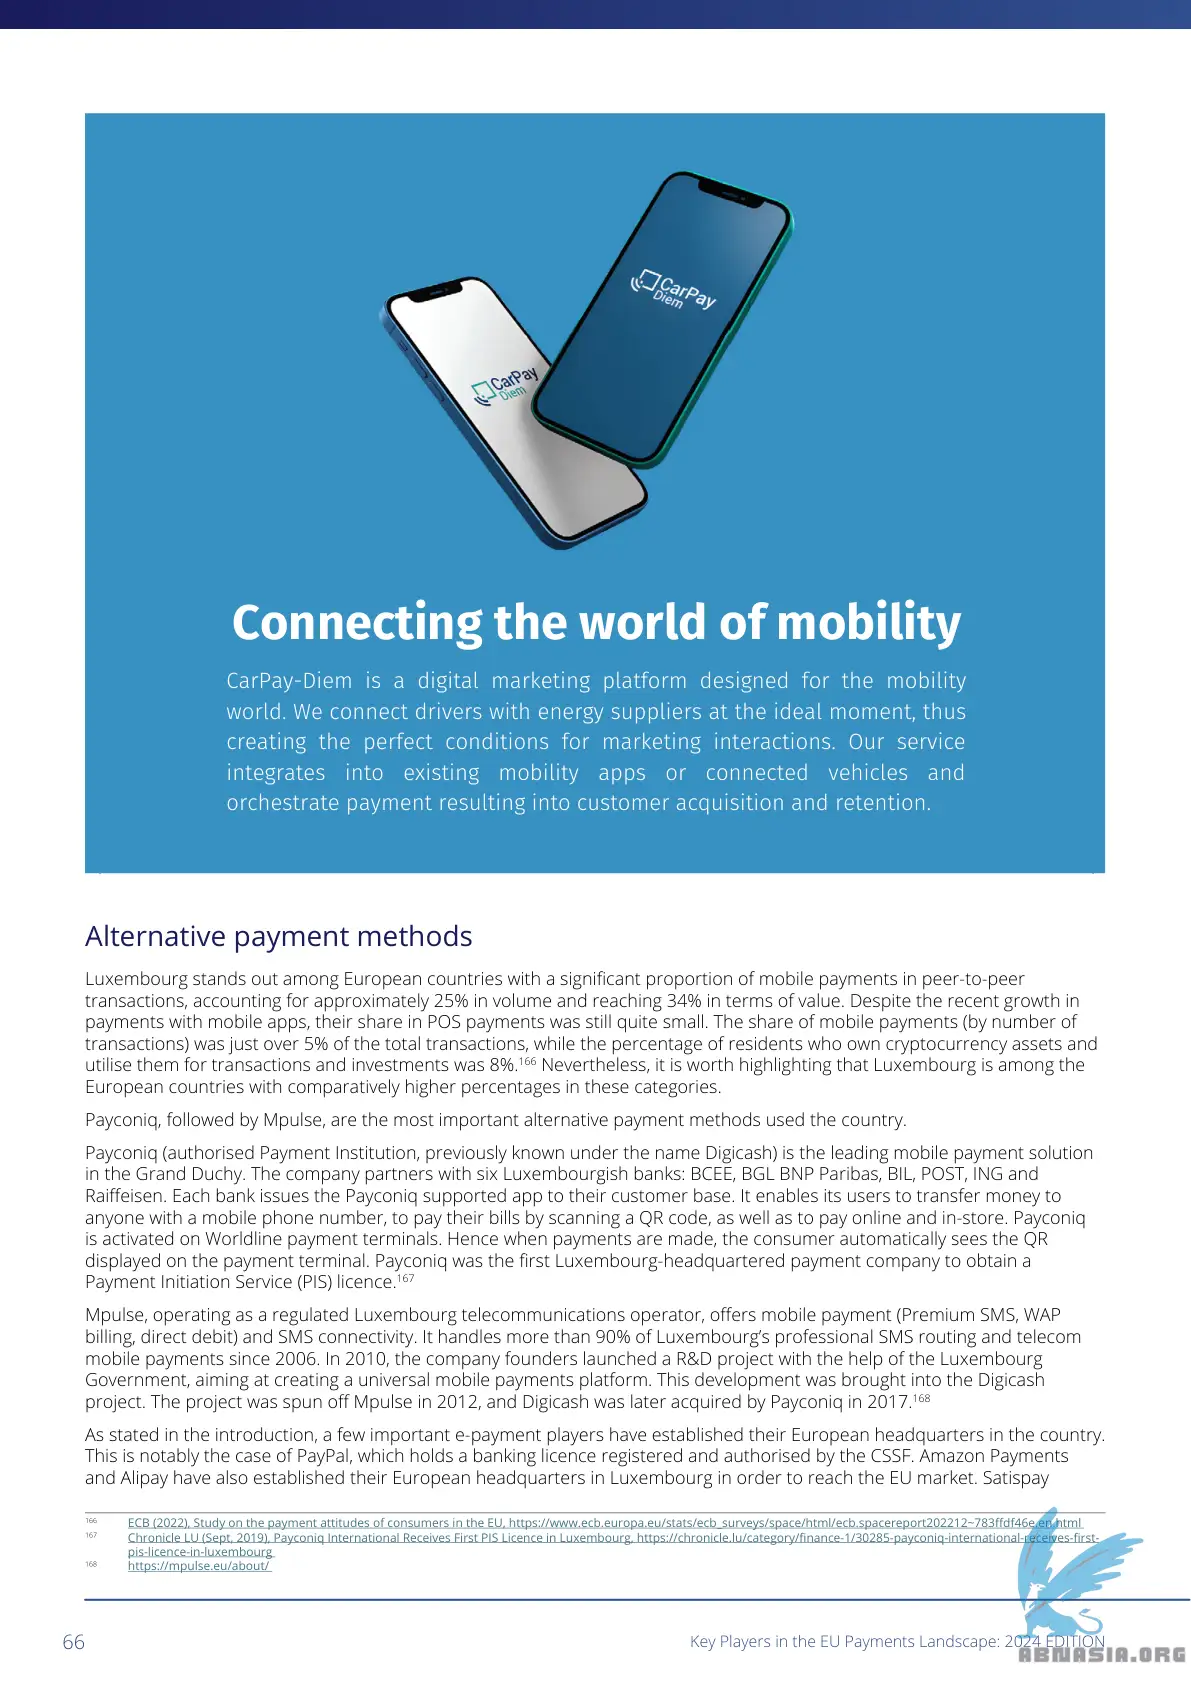 CarPay
Diem
CarPay
Diem
Connecting the world of mobility
CarPay-Diem is a digital marketing platform designed for the mobility
world. We connect drivers with energy suppliers at the ideal moment, thus
creating the perfect conditions for marketing interactions. Our service
integrates into existing mobility apps or connected vehicles and
orchestrate payment resulting into customer acquisition and retention.
Alternative payment methods
Luxembourg stands out among European countries with a significant proportion of mobile payments in peer-to-peer
transactions, accounting for approximately 25% in volume and reaching 34% in terms of value. Despite the recent growth in
payments with mobile apps, their share in POS payments was still quite small. The share of mobile payments (by number of
transactions) was just over 5% of the total transactions, while the percentage of residents who own cryptocurrency assets and
utilise them for transactions and investments was 8%.166 Nevertheless, it is worth highlighting that Luxembourg is among the
European countries with comparatively higher percentages in these categories.
Payconiq, followed by Mpulse, are the most important alternative payment methods used the country.
Payconiq (authorised Payment Institution, previously known under the name Digicash) is the leading mobile payment solution
in the Grand Duchy. The company partners with six Luxembourgish banks: BCEE, BGL BNP Paribas, BIL, POST, ING and
Raiffeisen. Each bank issues the Payconiq supported app to their customer base. It enables its users to transfer money to
anyone with a mobile phone number, to pay their bills by scanning a QR code, as well as to pay online and in-store. Payconiq
is activated on Worldline payment terminals. Hence when payments are made, the consumer automatically sees the QR
displayed on the payment terminal. Payconiq was the first Luxembourg-headquartered payment company to obtain a
Payment Initiation Service (PIS) licence.167
Mpulse, operating as a regulated Luxembourg telecommunications operator, offers mobile payment (Premium SMS, WAP
billing, direct debit) and SMS connectivity. It handles more than 90% of Luxembourg’s professional SMS routing and telecom
mobile payments since 2006. In 2010, the company founders launched a R&D project with the help of the Luxembourg
Government, aiming at creating a universal mobile payments platform. This development was brought into the Digicash
project. The project was spun off Mpulse in 2012, and Digicash was later acquired by Payconiq in 2017.168
As stated in the introduction, a few important e-payment players have established their European headquarters in the country.
This is notably the case of PayPal, which holds a banking licence registered and authorised by the CSSF. Amazon Payments
and Alipay have also established their European headquarters in Luxembourg in order to reach the EU market. Satispay
166 ECB (2022), Study on the payment attitudes of consumers in the EU, https://www.ecb.europa.eu/stats/ecb_surveys/space/html/ecb.spacereport202212~783ffdf46e.en.html
167 Chronicle LU (Sept, 2019), Payconiq International Receives First PIS Licence in Luxembourg, https://chronicle.lu/category/finance-1/30285-payconiq-international-receives-first-
pis-licence-in-luxembourg
168 https://mpulse.eu/about/
66
Key Players in the EU Payments Landscape: 2024 EDITION
ABNASIA.ORG